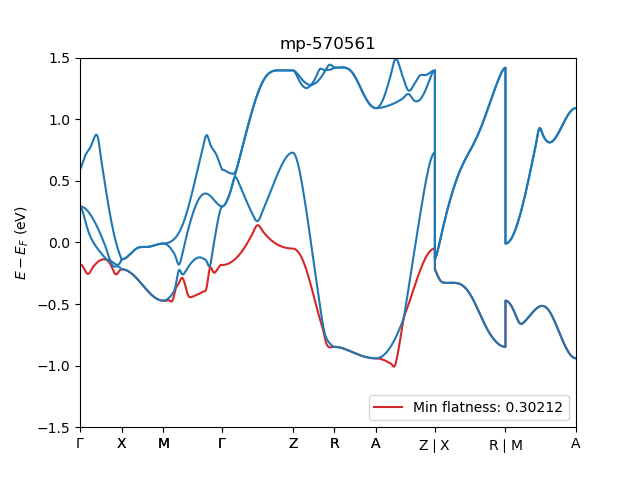 mp-570561
E − E_F (eV)
1.5
1.0
0.5
0.0
−0.5
−1.0
−1.5
Min flatness: 0.30212
Γ X M Γ Z R A Z | X R | M A